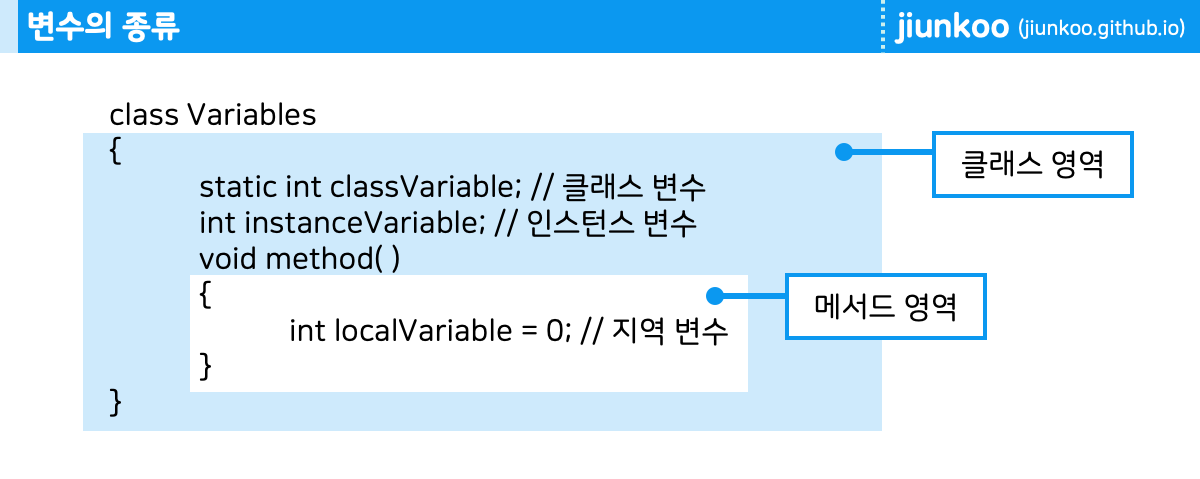 변수의 종류
jiunkoo (jiunkoo.github.io)
class Variables
{
클래스 영역
static int classVariable; // 클래스 변수
int instanceVariable; // 인스턴스 변수
void method( )
{
메서드 영역
int localVariable = 0; // 지역 변수
}
}